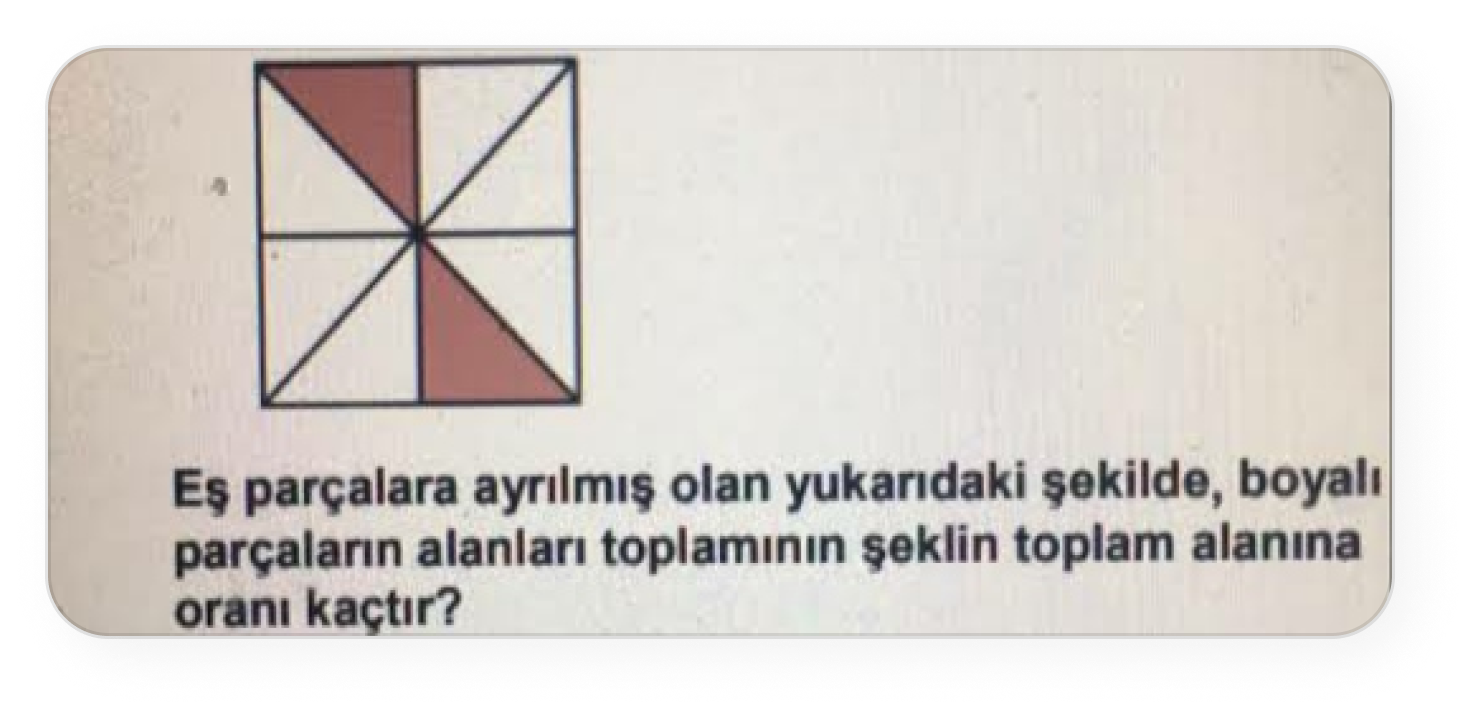 Eş parçalara ayrılmış olan yukarıdaki şekilde, boyalı
parçaların alanları toplamının şeklin toplam alanına
oranı kaçtır?